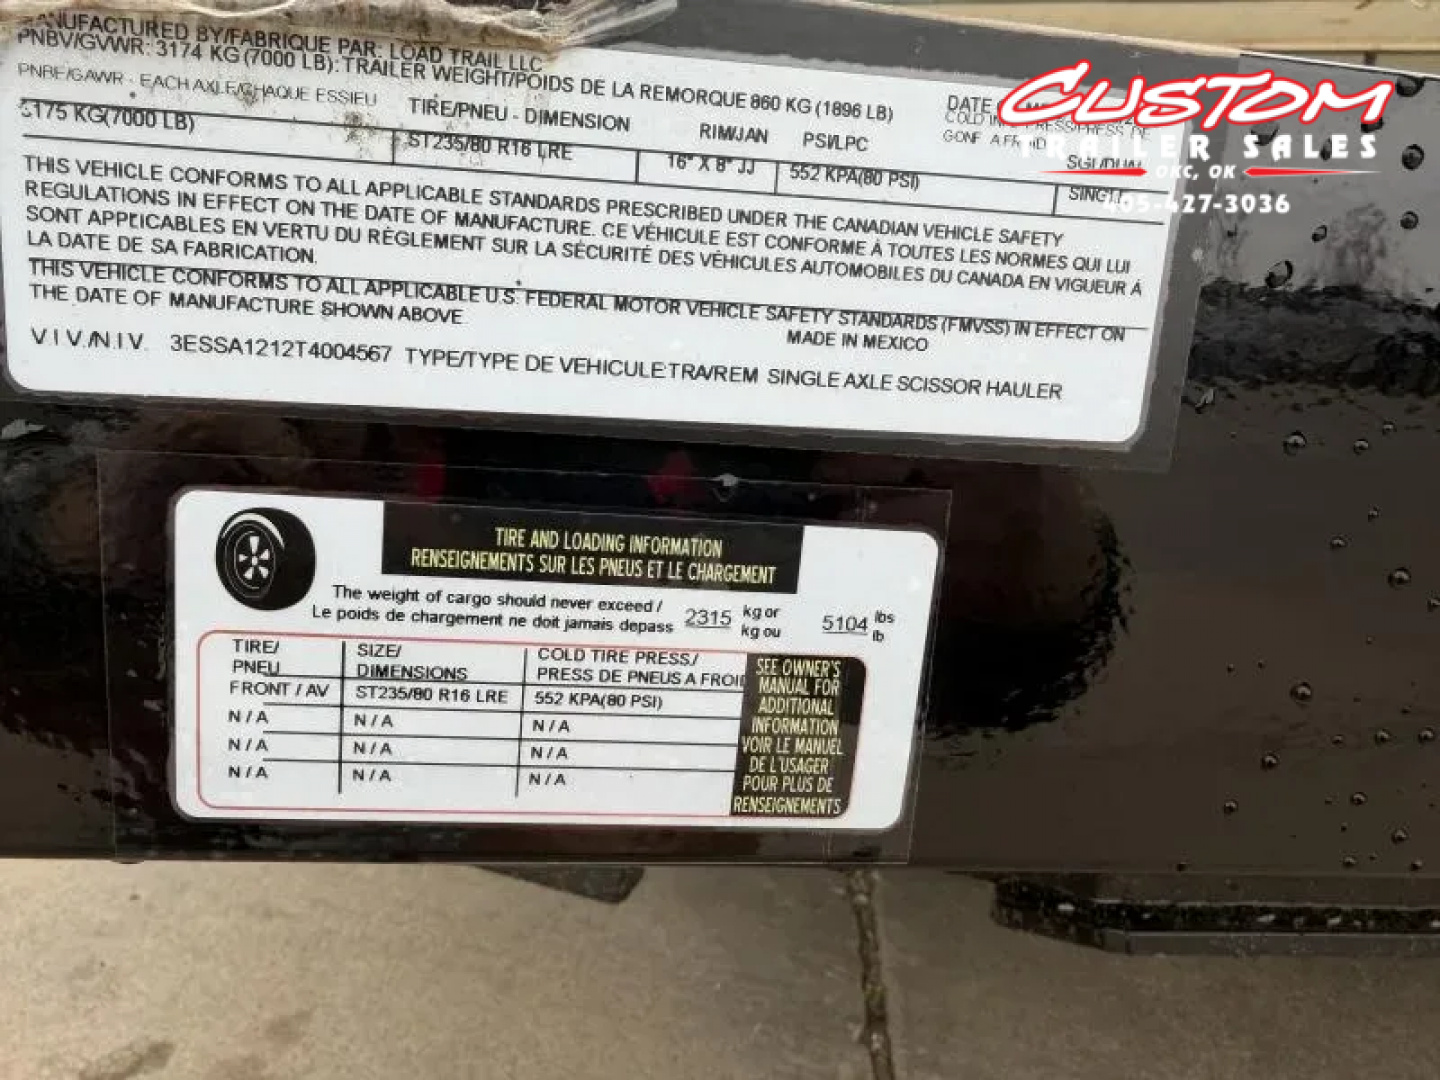 MANUFACTURED BY/FABRIQUE PAR: LOAD TRAIL LLC
PNBV/GVWR: 3174 KG (7000 LB): TRAILER WEIGHT/POIDS DE LA REMORQUE 860 KG (1896 LB)
DATE
PNBE/GAWR - EACH AXLE/CHAQUE ESSIEU TIRE/PNEU - DIMENSION RIM/JAN PSI/LPC
3175 KG(7000 LB) ST235/80 R16 LRE 16" X 8" JJ 552 KPA(80 PSI) SINGLE
SGL/DUAL
THIS VEHICLE CONFORMS TO ALL APPLICABLE STANDARDS PRESCRIBED UNDER THE CANADIAN VEHICLE SAFETY
REGULATIONS IN EFFECT ON THE DATE OF MANUFACTURE. CE VÉHICULE EST CONFORME À TOUTES LES NORMES QUI LUI
SONT APPLICABLES EN VERTU DU RÉGLEMENT SUR LA SÉCURITÉ DES VÉHICULES AUTOMOBILES DU CANADA EN VIGUEUR À
LA DATE DE SA FABRICATION.
THIS VEHICLE CONFORMS TO ALL APPLICABLE U.S. FEDERAL MOTOR VEHICLE SAFETY STANDARDS (FMVSS) IN EFFECT ON
THE DATE OF MANUFACTURE SHOWN ABOVE
MADE IN MEXICO
V I V./N.I V. 3ESSA1212T4004567 TYPE/TYPE DE VEHICULE:TRA/REM SINGLE AXLE SCISSOR HAULER
CUSTOM
TRAILER SALES
OKC, OK
405-427-3036
TIRE AND LOADING INFORMATION
RENSEIGNEMENTS SUR LES PNEUS ET LE CHARGEMENT
The weight of cargo should never exceed / 2315 kg or 5104 lbs
Le poids de chargement ne doit jamais depass kg ou lb
TIRE/ SIZE/ COLD TIRE PRESS/
PNEU DIMENSIONS PRESS DE PNEUS A FROID
FRONT / AV ST235/80 R16 LRE 552 KPA(80 PSI)
N / A N / A N / A
N / A N / A N / A
N / A N / A N / A
SEE OWNER'S
MANUAL FOR
ADDITIONAL
INFORMATION
VOIR LE MANUEL
DE L'USAGER
POUR PLUS DE
RENSEIGNEMENTS